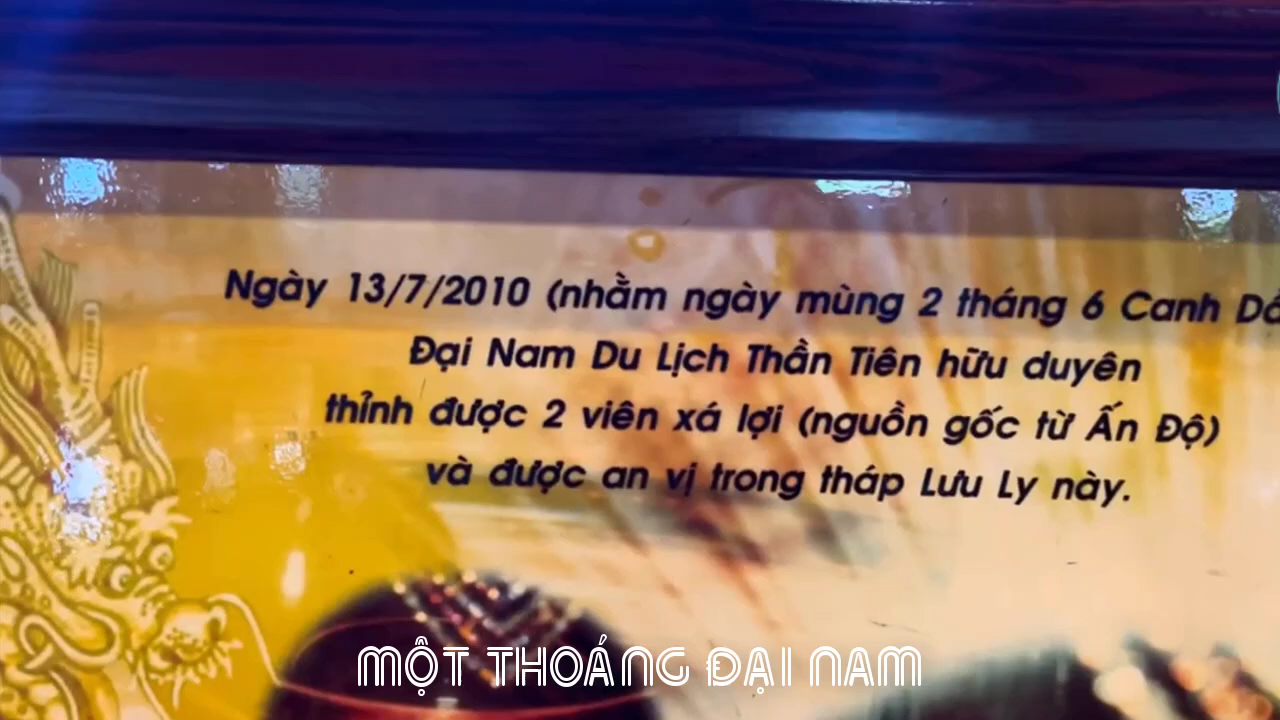 Ngày 13/7/2010 (nhằm ngày mùng 2 tháng 6 Canh
Đại Nam Du Lịch Thần Tiên hữu duyên
thỉnh được 2 viên xá lợi (nguồn gốc từ Ấn Độ)
và được an vị trong tháp Lưu Ly này.
MỘT THOÁNG ĐẠI NAM